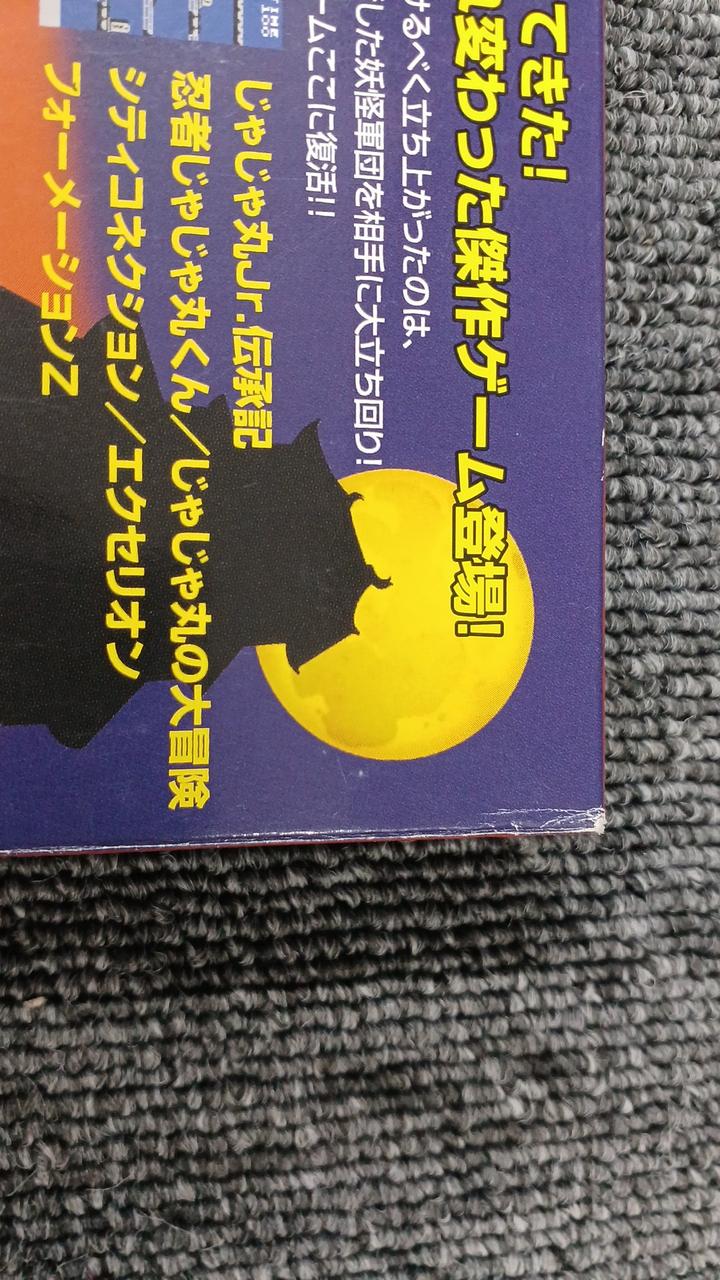 てきた!
変わった傑作ゲーム登場!
けるべく立ち上がったのは、
した妖怪軍団を相手に大立ち回り!
ームここに復活!!
TIME
じゃじゃ丸Jr.伝承記
忍者じゃじゃ丸くん/じゃじゃ丸の大冒険
シティコネクション/エクセリオン
フォーメーションZ